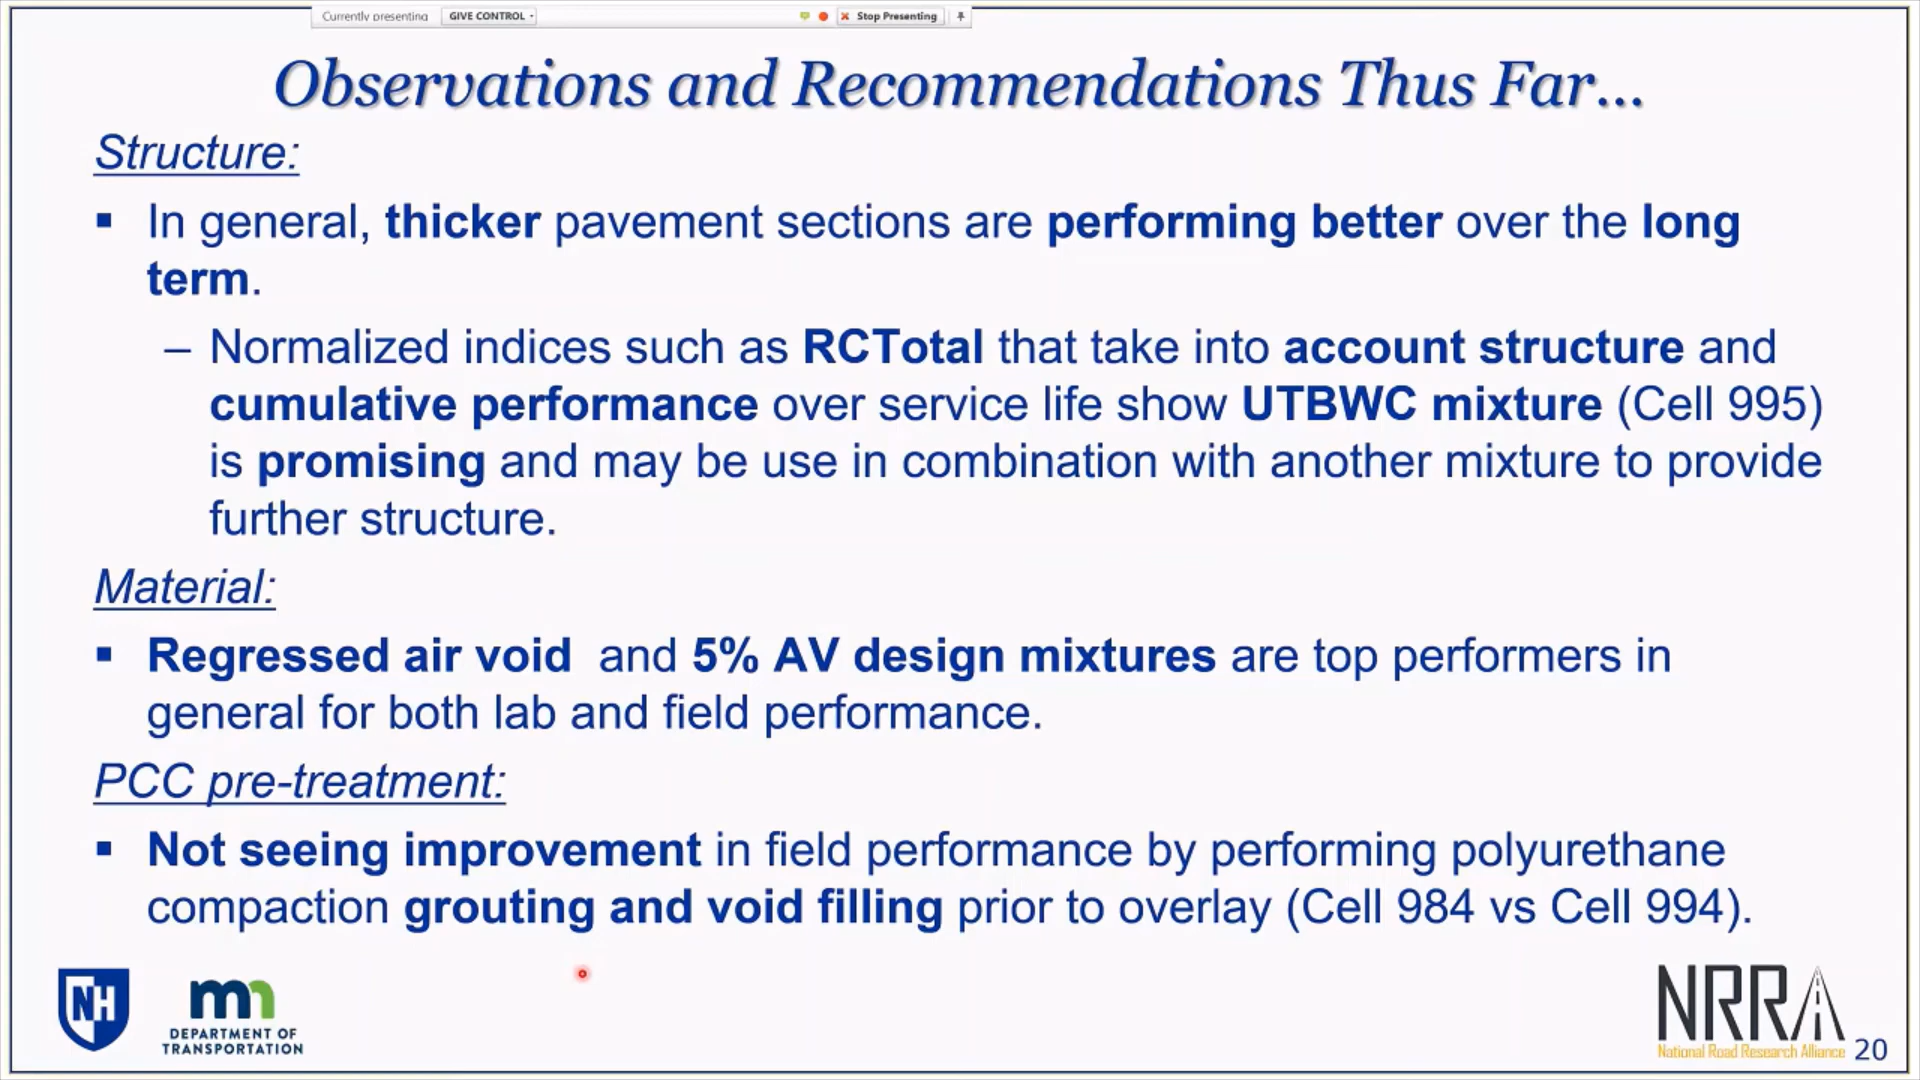 Currently presenting GIVE CONTROL Stop Presenting
Observations and Recommendations Thus Far...
Structure:
▪ In general, thicker pavement sections are performing better over the long
term.
– Normalized indices such as RCTotal that take into account structure and
cumulative performance over service life show UTBWC mixture (Cell 995)
is promising and may be use in combination with another mixture to provide
further structure.
Material:
▪ Regressed air void and 5% AV design mixtures are top performers in
general for both lab and field performance.
PCC pre-treatment:
▪ Not seeing improvement in field performance by performing polyurethane
compaction grouting and void filling prior to overlay (Cell 984 vs Cell 994).
NH
mn
DEPARTMENT OF
TRANSPORTATION
NRRA
National Road Research Alliance
20